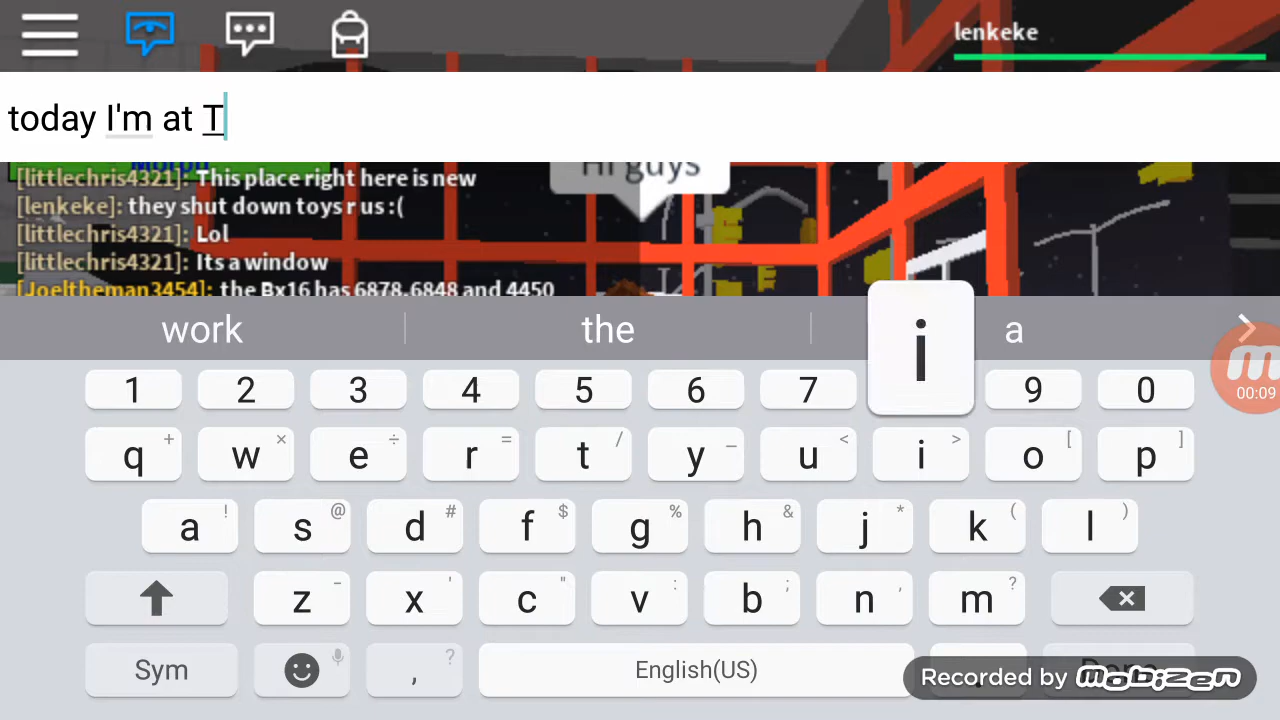 lenkeke
today I'm at T
Morph
Hi guys
[littlechris4321]: This place right here is new
[lenkeke]: they shut down toys r us :(
[littlechris4321]: Lol
[littlechris4321]: Its a window
[Joeltheman3454]: the Bx16 has 6878,6848 and 4450
work the a
i
1 2 3 4 5 6 7 9 0
00:09
q + w × e ÷ r = t / y _ u < i > o [ p ]
a ! s @ d # f $ g % h & j * k ( l )
z - x ' c " v : b ; n , m ?
Sym , ? English(US) Done
Recorded by mobizen